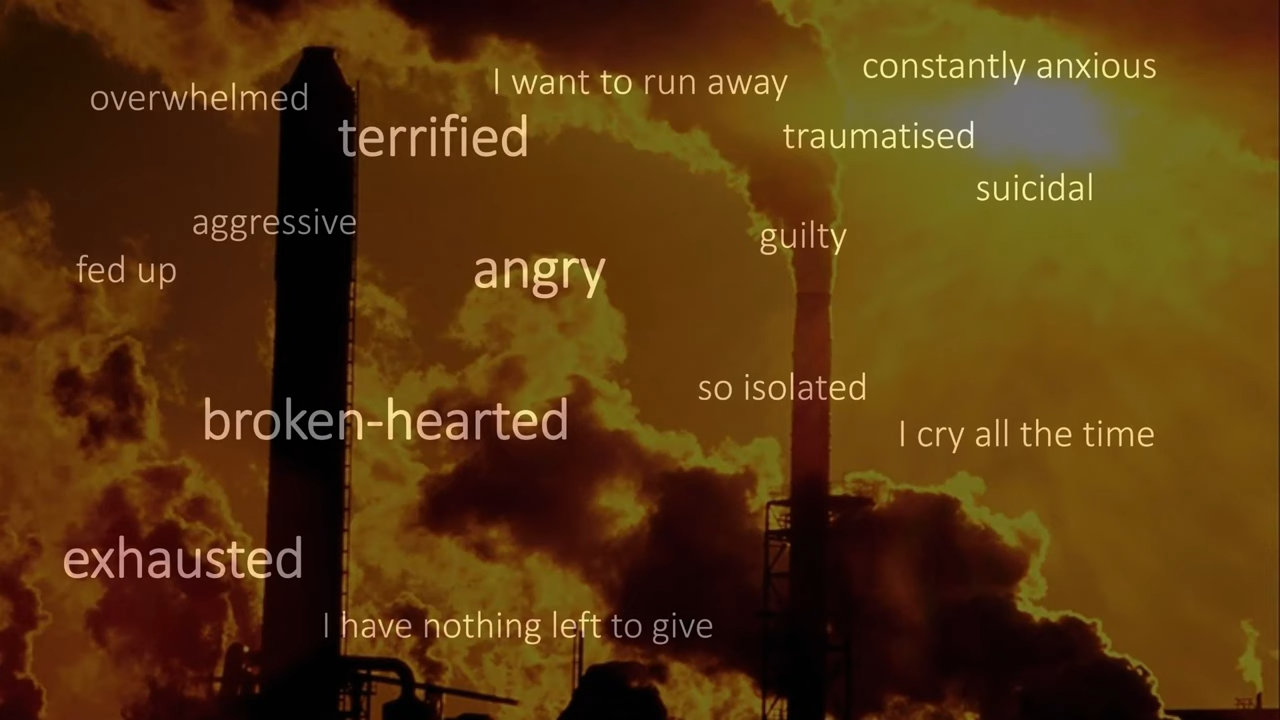 constantly anxious
I want to run away
overwhelmed
terrified
traumatised
suicidal
aggressive
guilty
fed up
angry
so isolated
broken-hearted
I cry all the time
exhausted
I have nothing left to give